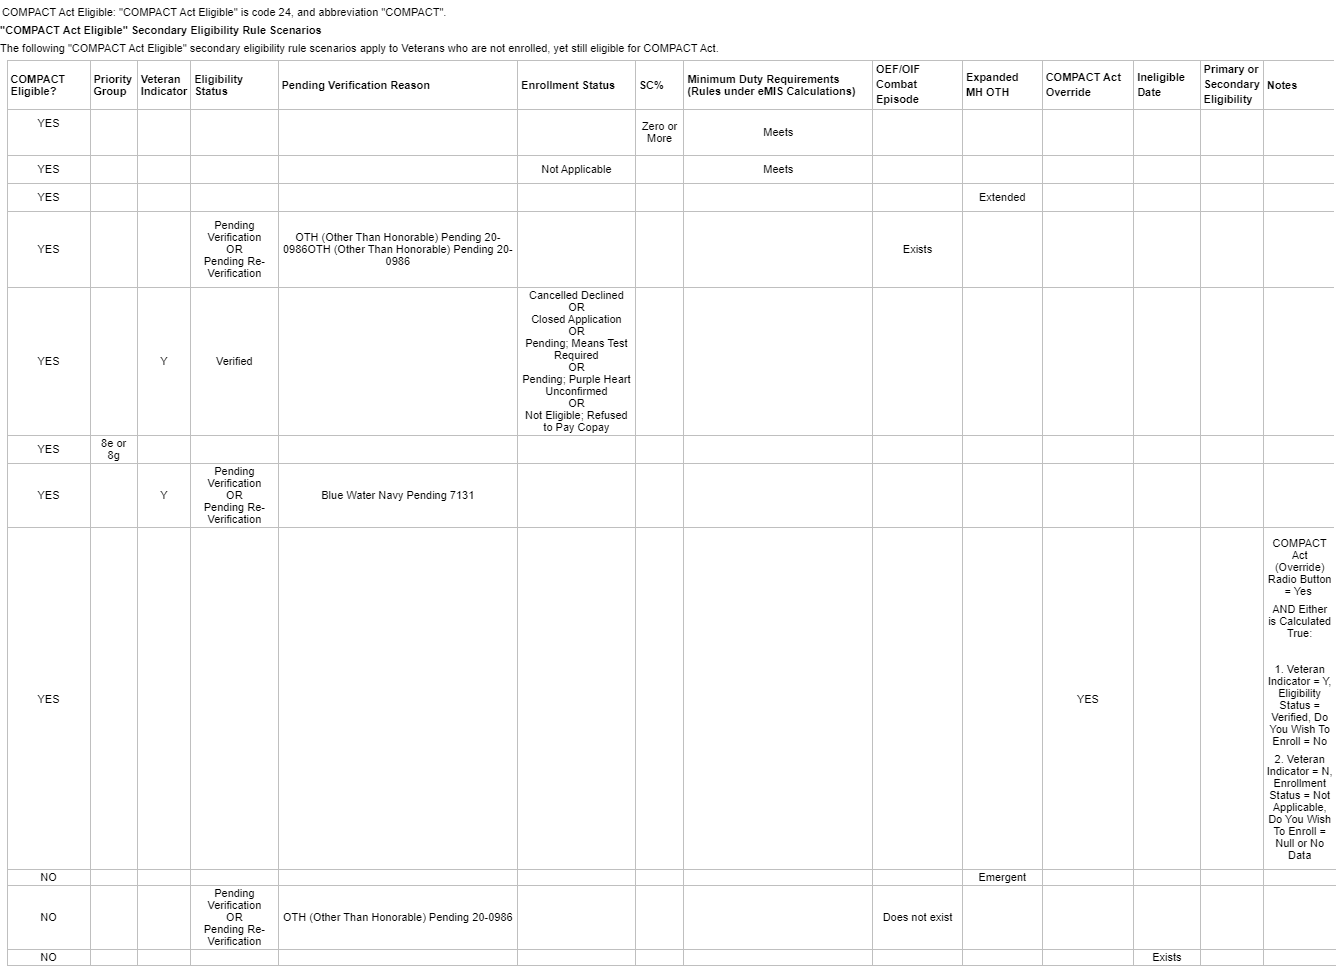 COMPACT Act Eligible: "COMPACT Act Eligible" is code 24, and abbreviation "COMPACT".
"COMPACT Act Eligible" Secondary Eligibility Rule Scenarios
The following "COMPACT Act Eligible" secondary eligibility rule scenarios apply to Veterans who are not enrolled, yet still eligible for COMPACT Act.
COMPACT
Eligible?
Priority
Group
Veteran
Indicator
Eligibility
Status
Pending Verification Reason
Enrollment Status
SC%
Minimum Duty Requirements
(Rules under eMIS Calculations)
OEF/OIF
Combat
Episode
Expanded
MH OTH
COMPACT Act
Override
Ineligible
Date
Primary or
Secondary
Eligibility
Notes
YES
Zero or
More
Meets
YES
Not Applicable
Meets
YES
Extended
YES
Pending
Verification
OR
Pending Re-
Verification
OTH (Other Than Honorable) Pending 20-
0986OTH (Other Than Honorable) Pending 20-
0986
Exists
YES
Y
Verified
Cancelled Declined
OR
Closed Application
OR
Pending; Means Test
Required
OR
Pending; Purple Heart
Unconfirmed
OR
Not Eligible; Refused
to Pay Copay
YES
8e or
8g
YES
Y
Pending
Verification
OR
Pending Re-
Verification
Blue Water Navy Pending 7131
YES
YES
COMPACT
Act
(Override)
Radio Button
= Yes
AND Either
is Calculated
True:
1. Veteran
Indicator = Y,
Eligibility
Status =
Verified, Do
You Wish To
Enroll = No
2. Veteran
Indicator = N,
Enrollment
Status = Not
Applicable,
Do You Wish
To Enroll =
Null or No
Data
NO
Emergent
NO
Pending
Verification
OR
Pending Re-
Verification
OTH (Other Than Honorable) Pending 20-0986
Does not exist
NO
Exists